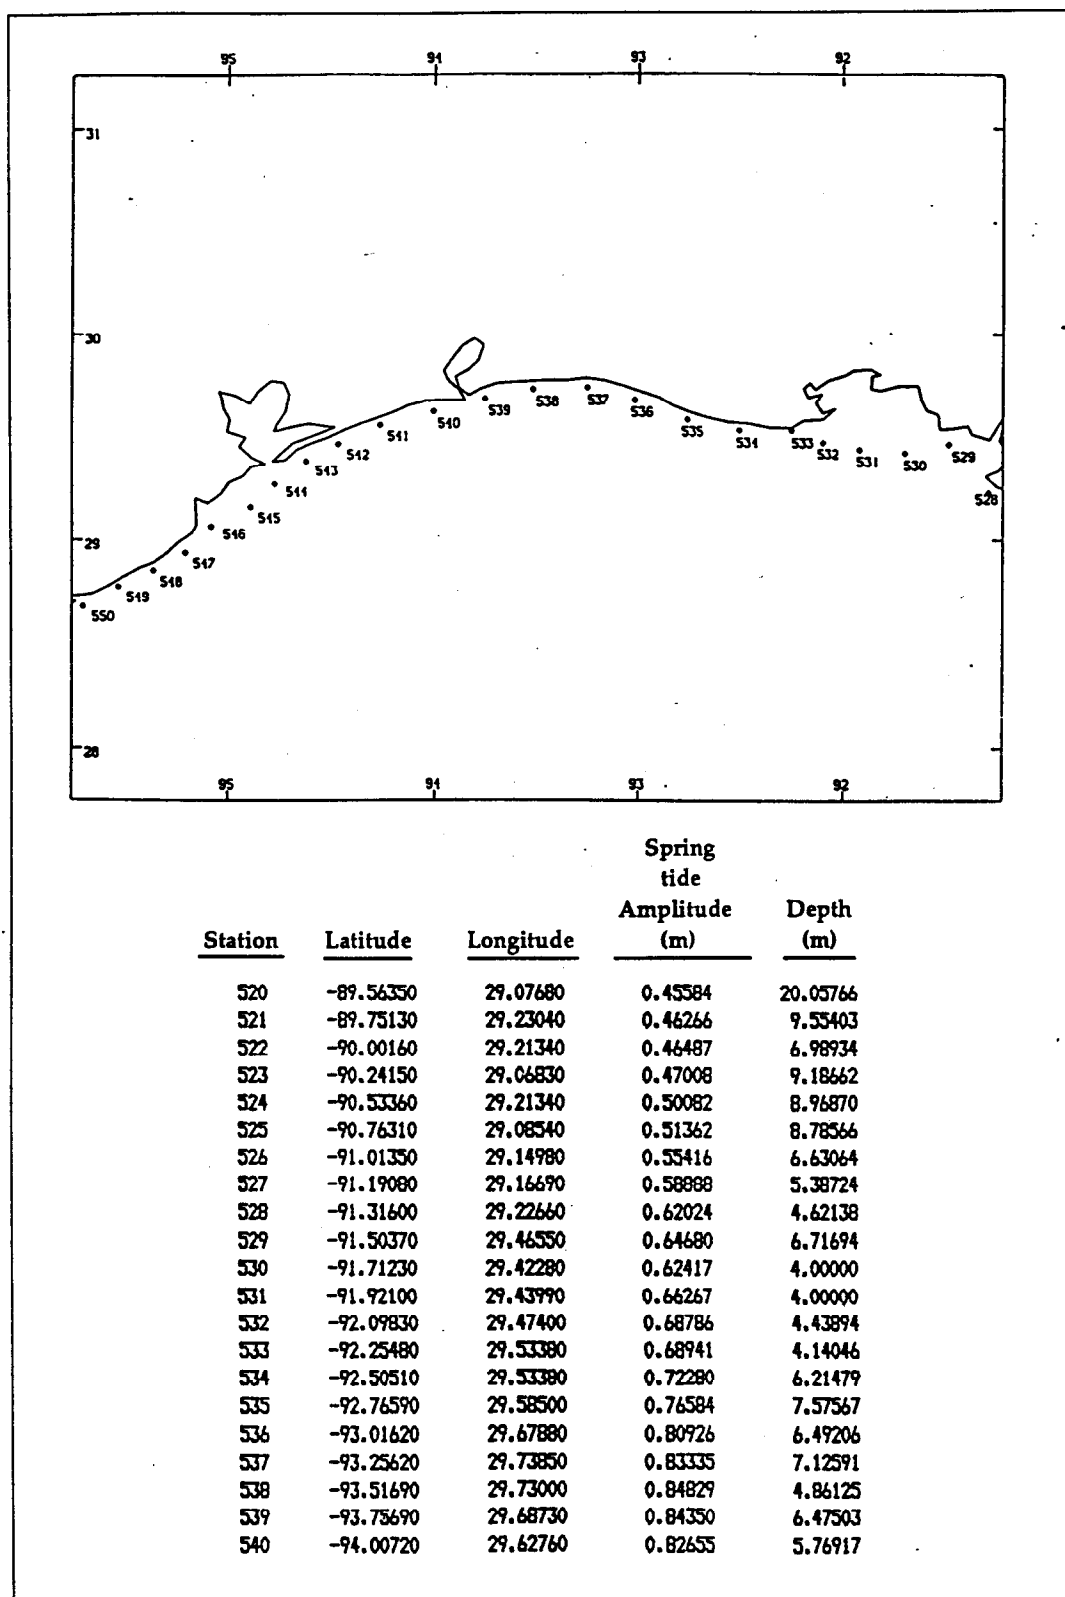 95 94 93 92
31
30
539 538 537 536
540 535
541 534 533
542 532 531 530 529
543
544 528
545
546
29
547
548
549
550
28
95 94 93 92
Spring
tide
Amplitude Depth
Station Latitude Longitude (m) (m)
520 -89.56350 29.07680 0.45584 20.05766
521 -89.75130 29.23040 0.46266 9.55403
522 -90.00160 29.21340 0.46487 6.98934
523 -90.24150 29.06830 0.47008 9.18662
524 -90.53360 29.21340 0.50082 8.96870
525 -90.76310 29.08540 0.51362 8.78566
526 -91.01350 29.14980 0.55416 6.63064
527 -91.19080 29.16690 0.58888 5.38724
528 -91.31600 29.22660 0.62024 4.62138
529 -91.50370 29.46550 0.64680 6.71694
530 -91.71230 29.42280 0.62417 4.00000
531 -91.92100 29.43990 0.66267 4.00000
532 -92.09830 29.47400 0.68786 4.43894
533 -92.25480 29.53380 0.68941 4.14046
534 -92.50510 29.53380 0.72280 6.21479
535 -92.76590 29.58500 0.76584 7.57567
536 -93.01620 29.67880 0.80926 6.49206
537 -93.25620 29.73850 0.83335 7.12591
538 -93.51690 29.73000 0.84829 4.86125
539 -93.75690 29.68730 0.84350 6.47503
540 -94.00720 29.62760 0.82655 5.76917